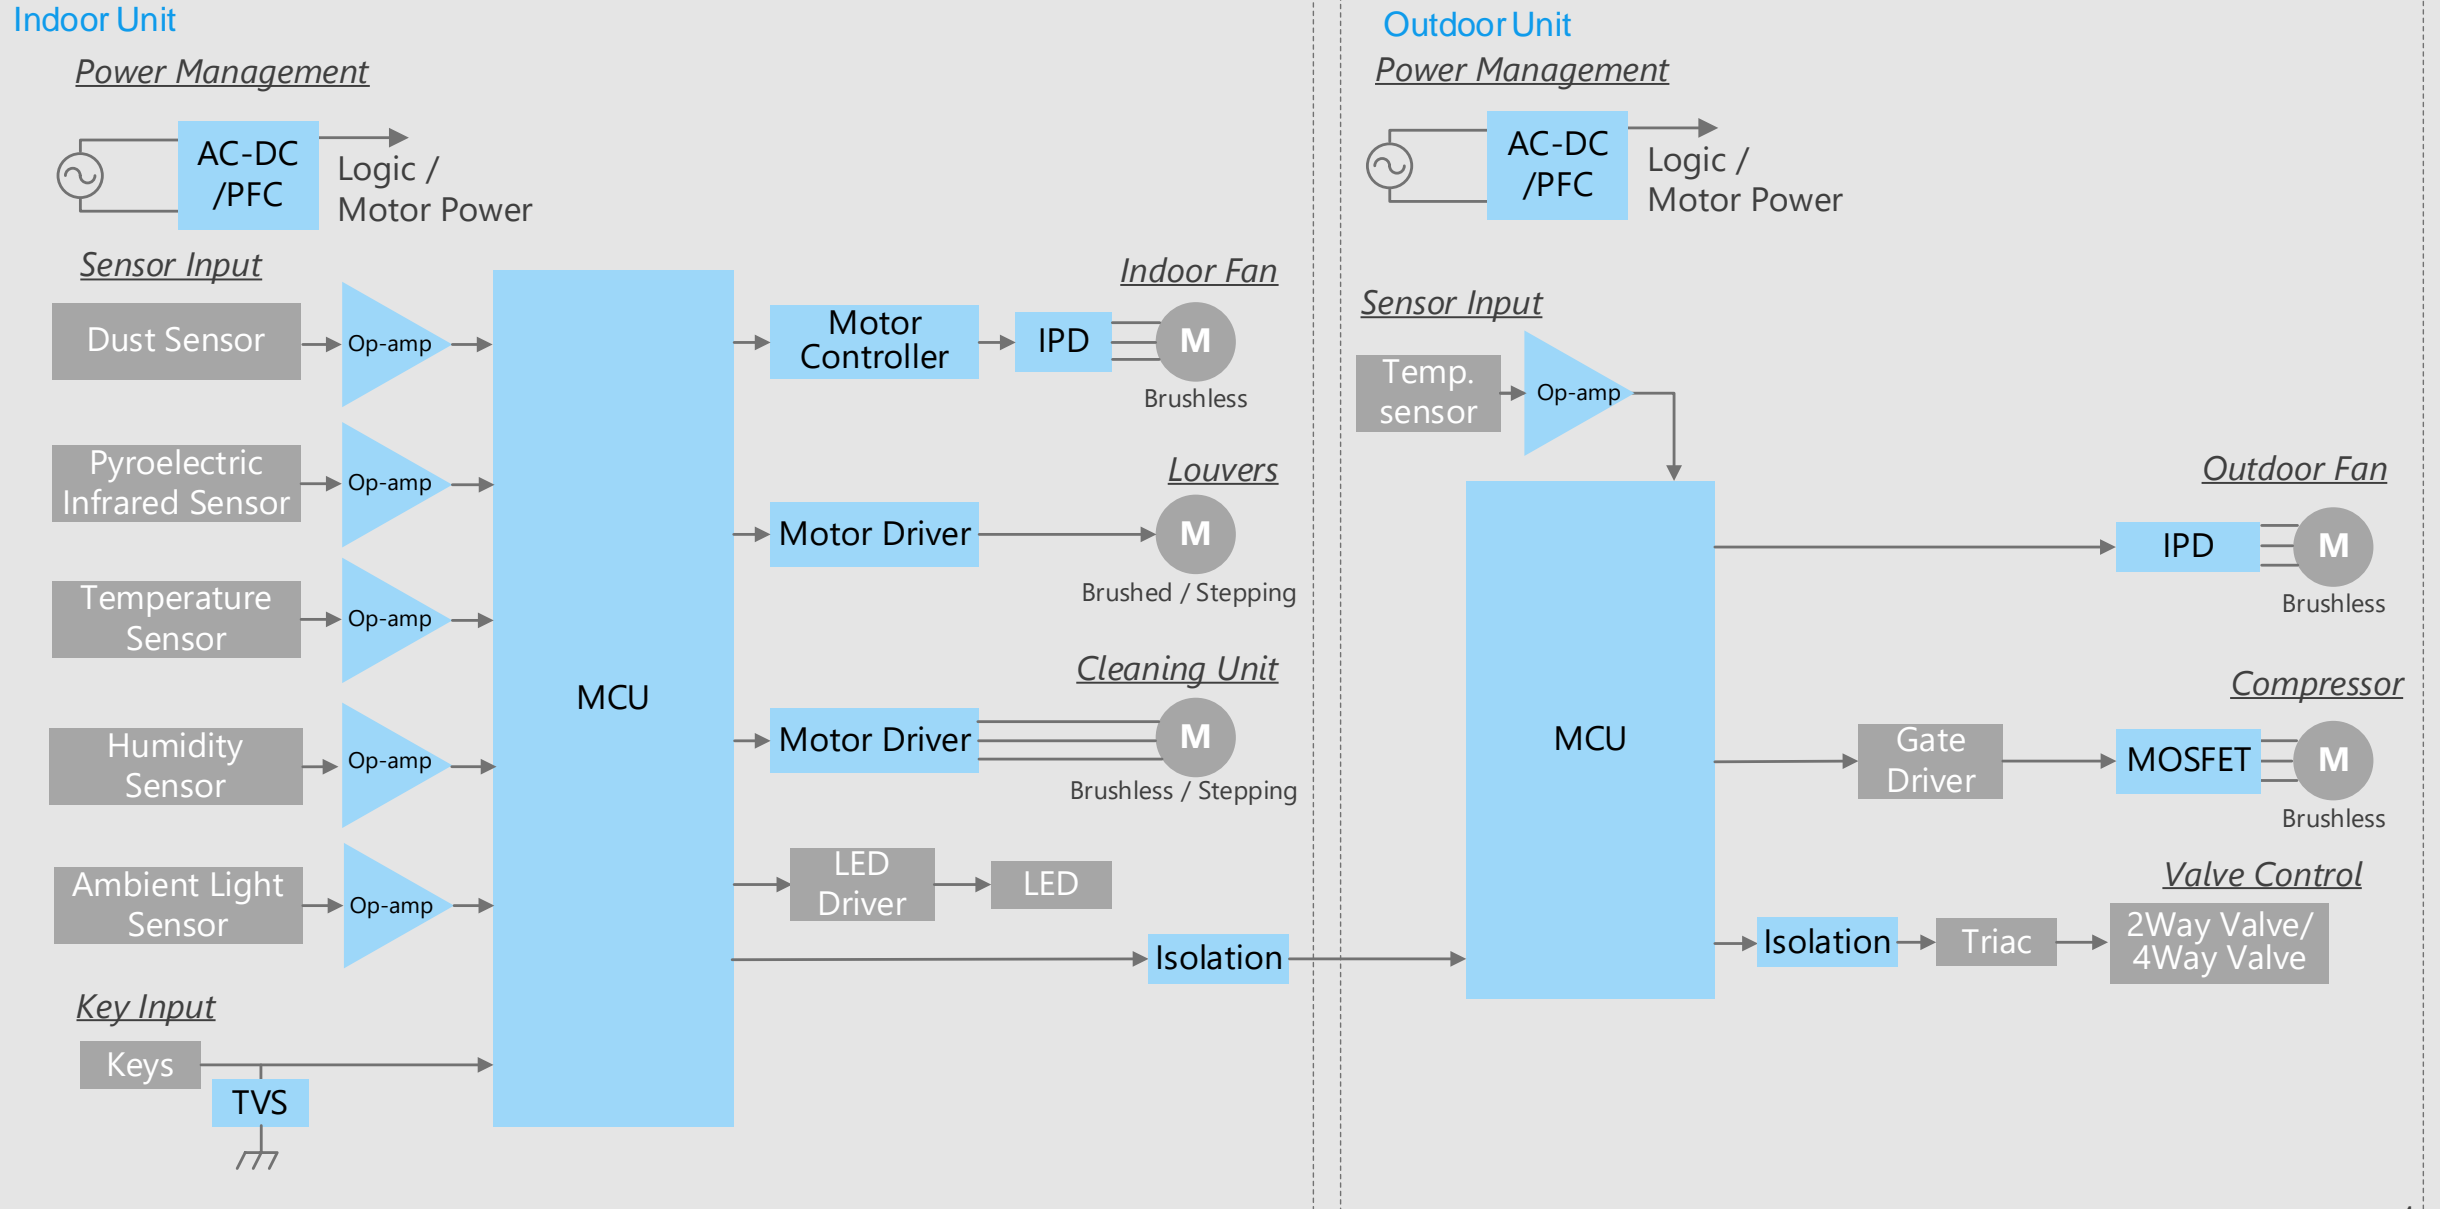 Indoor Unit
Power Management
AC-DC
/PFC
Logic /
Motor Power
Sensor Input
Dust Sensor
Op-amp
Pyroelectric
Infrared Sensor
Op-amp
Temperature
Sensor
Op-amp
Humidity
Sensor
Op-amp
Ambient Light
Sensor
Op-amp
Key Input
Keys
TVS
MCU
Indoor Fan
Motor
Controller
IPD
M
Brushless
Louvers
Motor Driver
M
Brushed / Stepping
Cleaning Unit
Motor Driver
M
Brushless / Stepping
LED
Driver
LED
Isolation
Outdoor Unit
Power Management
AC-DC
/PFC
Logic /
Motor Power
Sensor Input
Temp.
sensor
Op-amp
MCU
Outdoor Fan
IPD
M
Brushless
Compressor
Gate
Driver
MOSFET
M
Brushless
Valve Control
Isolation
Triac
2Way Valve/
4Way Valve